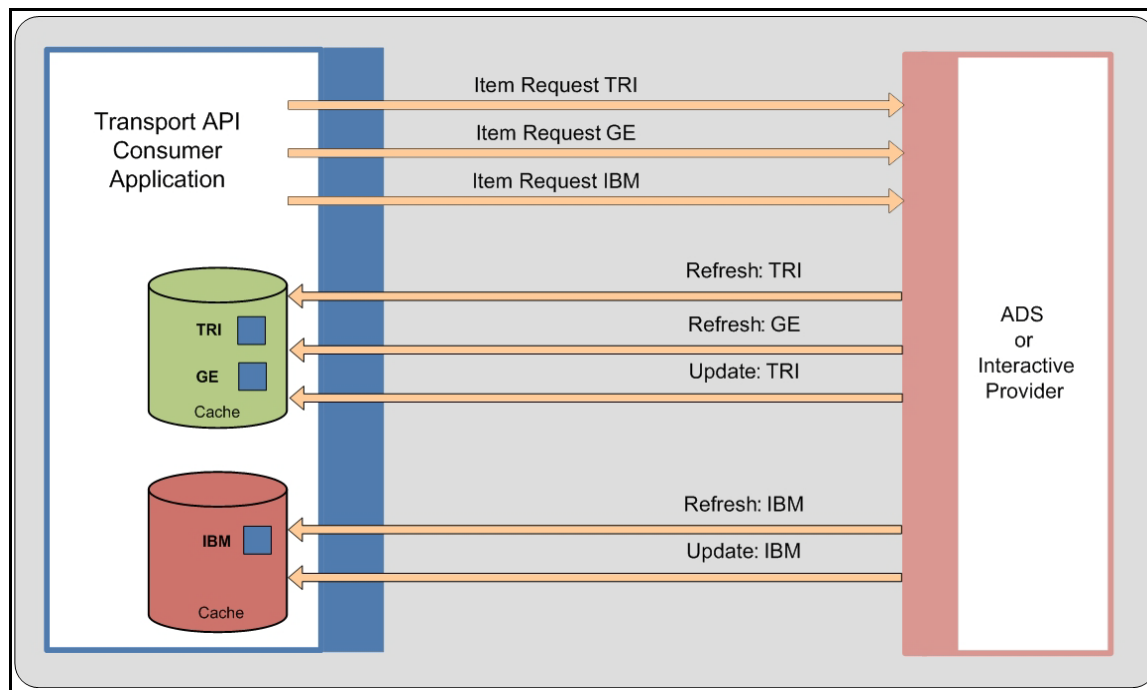 Transport API
Consumer
Application
Item Request TRI
Item Request GE
Item Request IBM
Refresh: TRI
Refresh: GE
Update: TRI
TRI
GE
Cache
Refresh: IBM
Update: IBM
IBM
Cache
ADS
or
Interactive
Provider